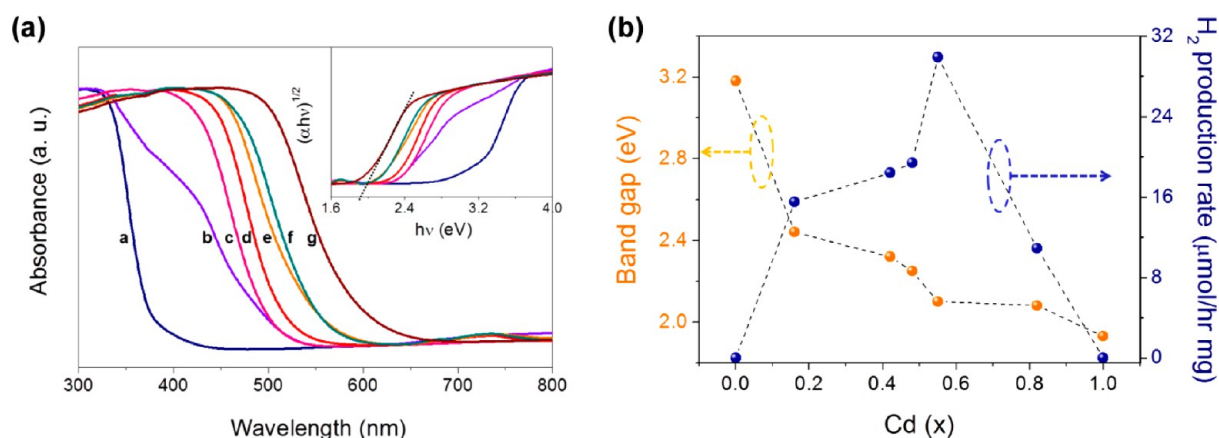 (a)
Absorbance (a. u.)
a
b
c
d
e
f
g
300
400
500
600
700
800
Wavelength (nm)
(αhν)1/2
1.6
2.4
3.2
4.0
hν (eV)
(b)
Band gap (eV)
3.2
2.8
2.4
2.0
0.0
0.2
0.4
0.6
0.8
1.0
Cd (x)
32
24
16
8
0
H2 production rate (μmol/hr mg)